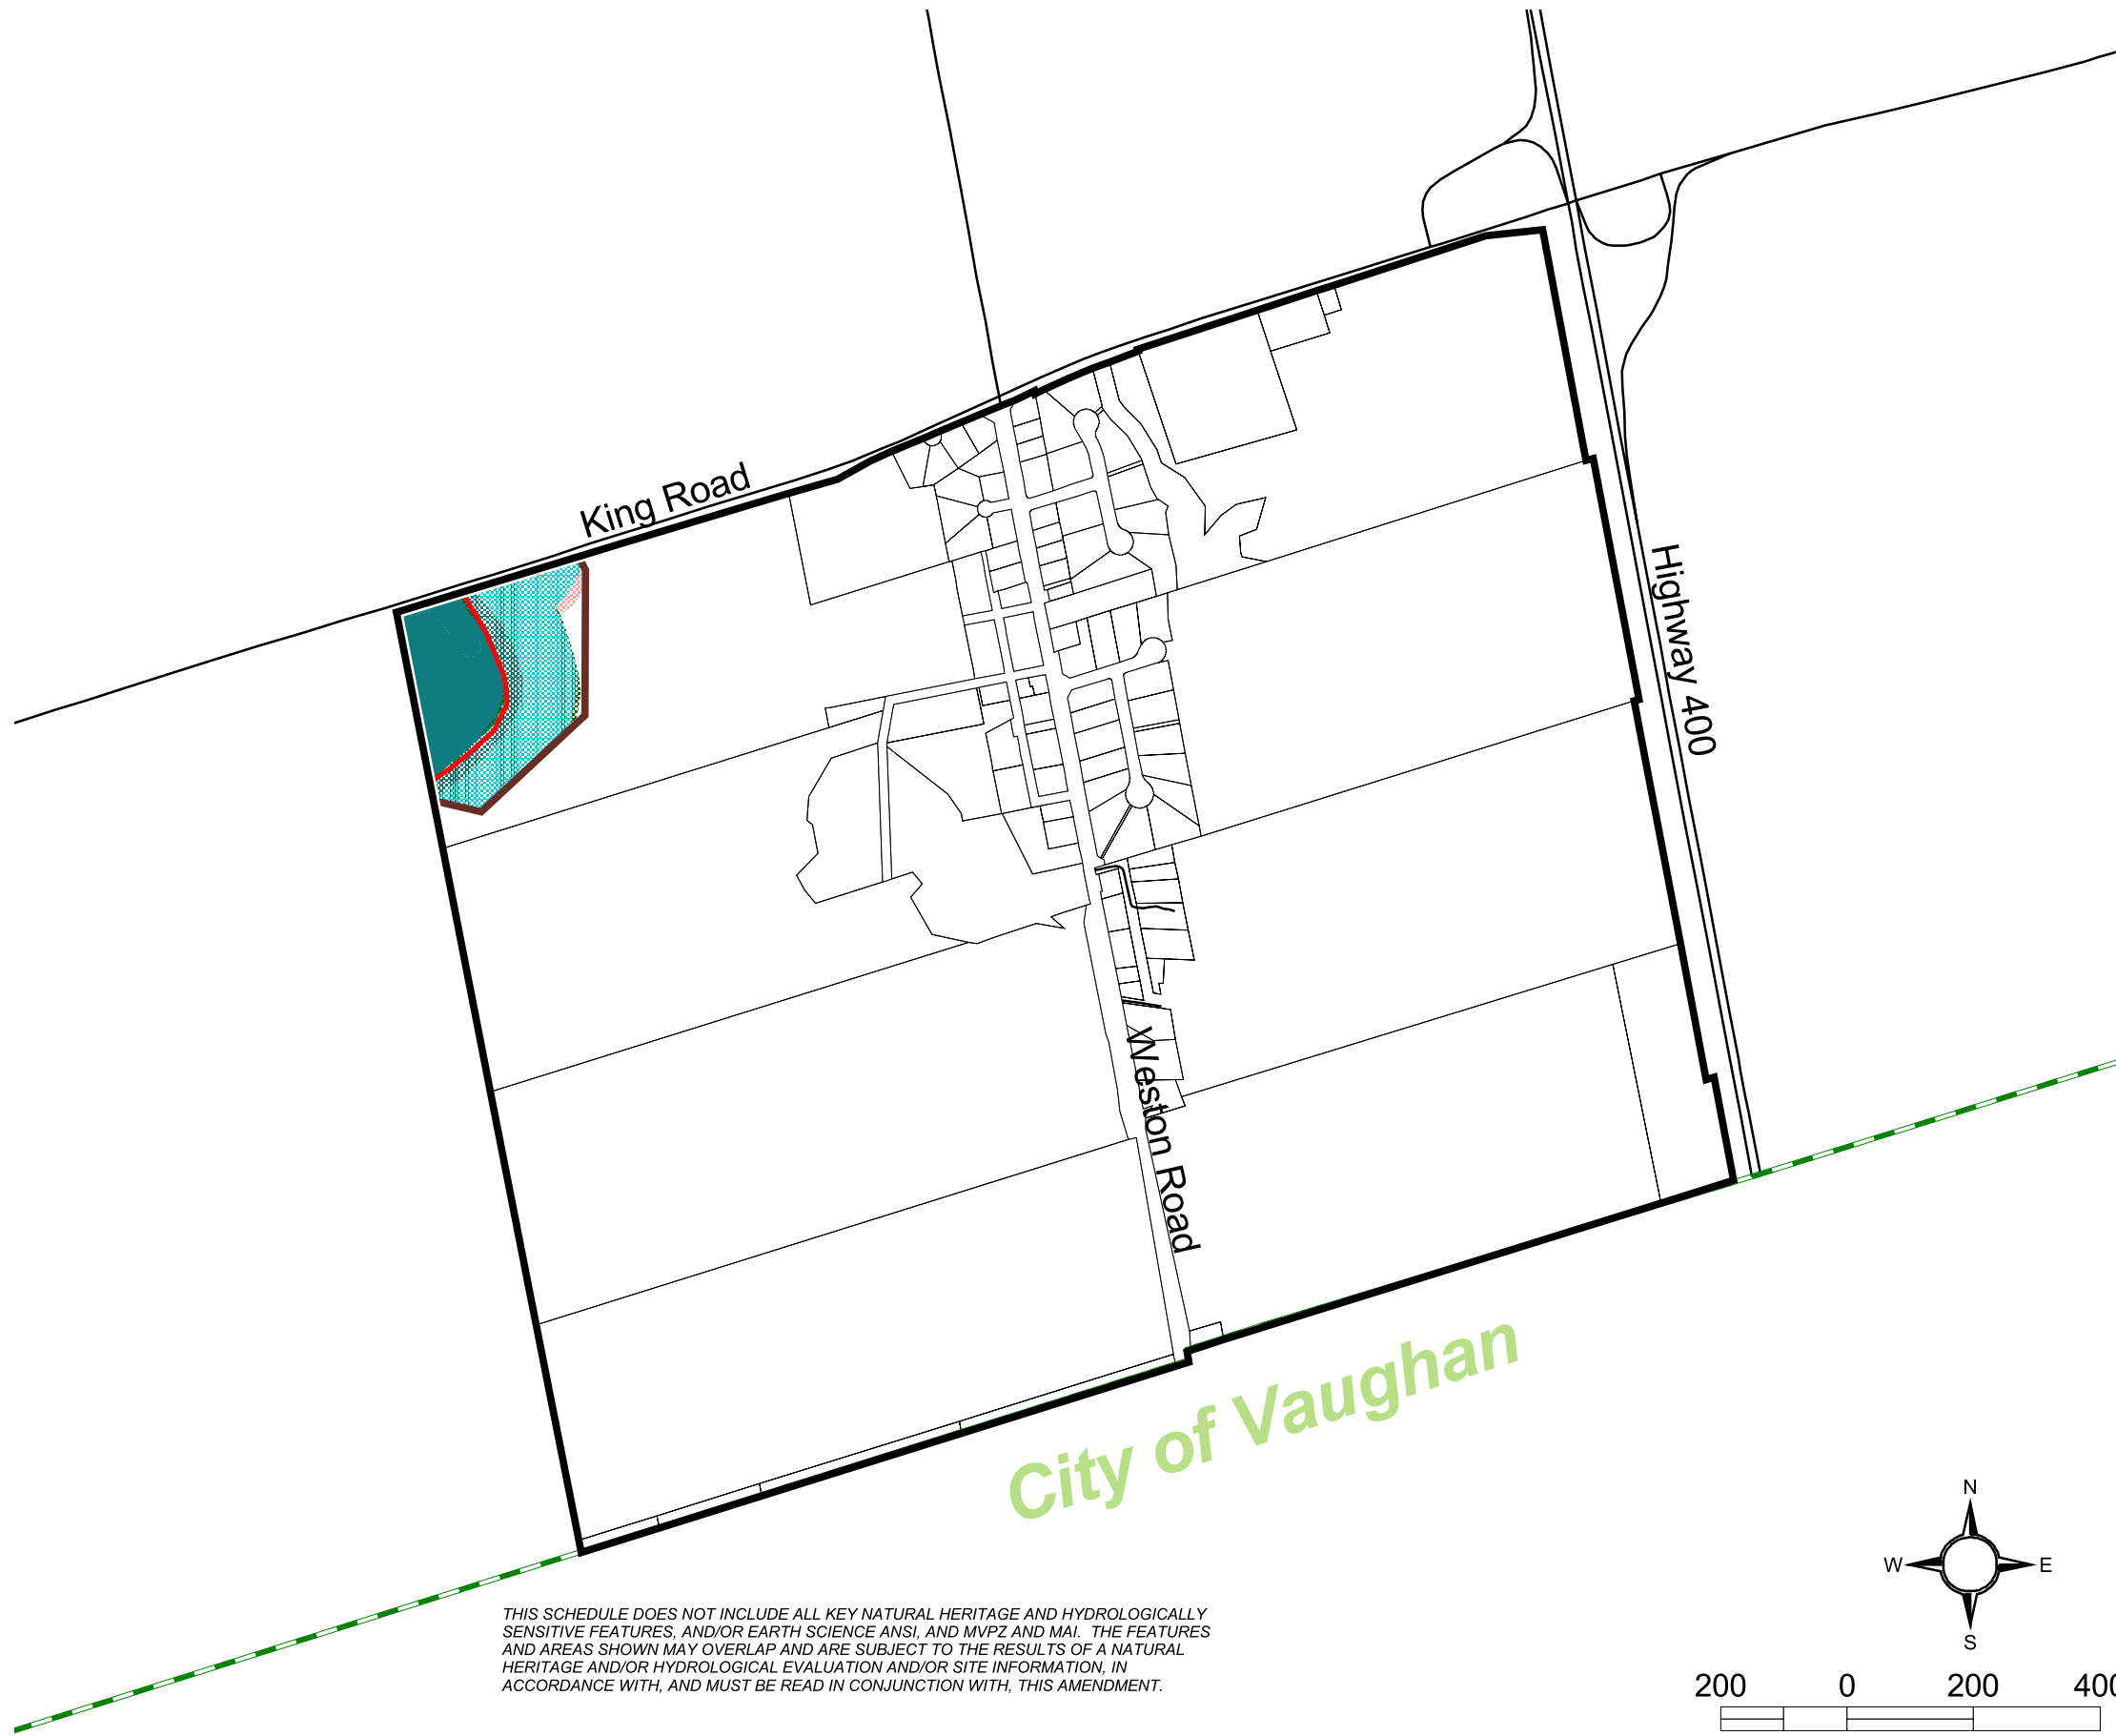 King Road
Highway 400
Weston Road
City of Vaughan
N
W
E
S
THIS SCHEDULE DOES NOT INCLUDE ALL KEY NATURAL HERITAGE AND HYDROLOGICALLY
SENSITIVE FEATURES, AND/OR EARTH SCIENCE ANSI, AND MVPZ AND MAI. THE FEATURES
AND AREAS SHOWN MAY OVERLAP AND ARE SUBJECT TO THE RESULTS OF A NATURAL
HERITAGE AND/OR HYDROLOGICAL EVALUATION AND/OR SITE INFORMATION, IN
ACCORDANCE WITH, AND MUST BE READ IN CONJUNCTION WITH, THIS AMENDMENT.
200 0 200 400